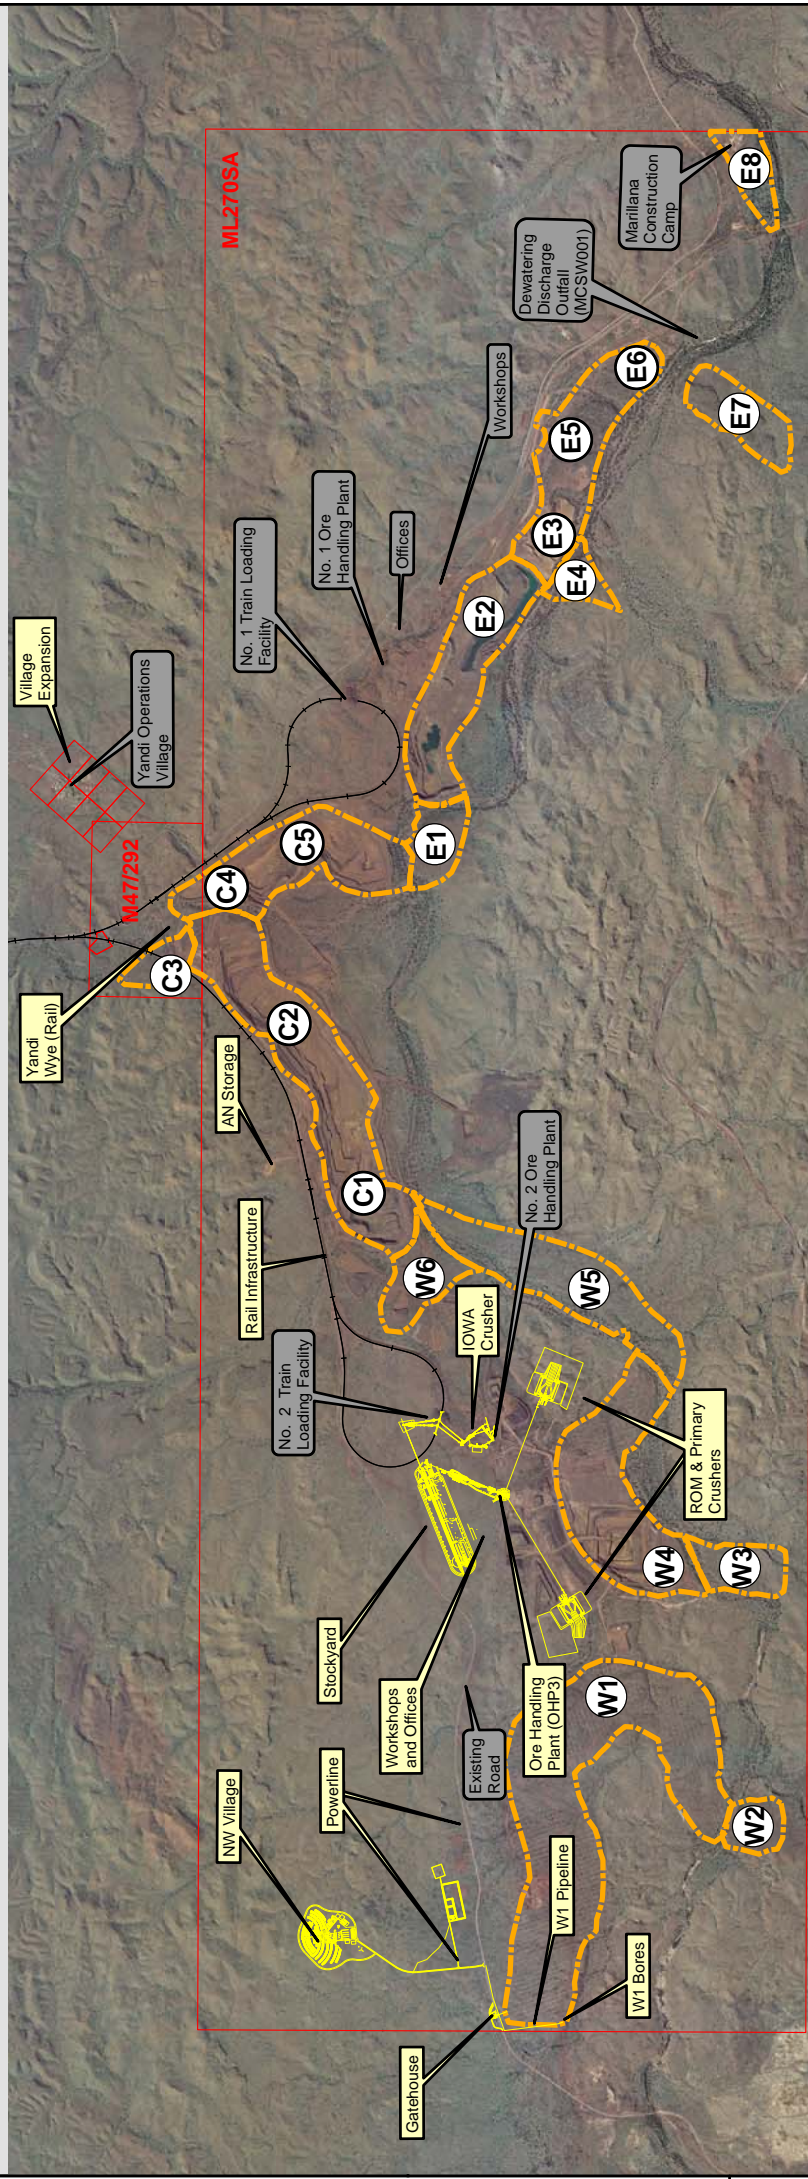 Village
Expansion
Yandi Operations
Village
M47/292
ML270SA
Yandi
Wye (Rail)
AN Storage
Rail Infrastructure
No. 2 Train
Loading Facility
No. 1 Train Loading
Facility
No. 1 Ore
Handling Plant
Offices
Workshops
Dewatering
Discharge
Outfall
(MCSW001)
Marillana
Construction
Camp
NW Village
Powerline
Stockyard
Workshops
and Offices
Existing
Road
Ore Handling
Plant (OHP3)
IOWA
Crusher
No. 2 Ore
Handling Plant
ROM & Primary
Crushers
Gatehouse
W1 Pipeline
W1 Bores
W1
W2
W3
W4
W5
W6
C1
C2
C3
C4
C5
E1
E2
E3
E4
E5
E6
E7
E8